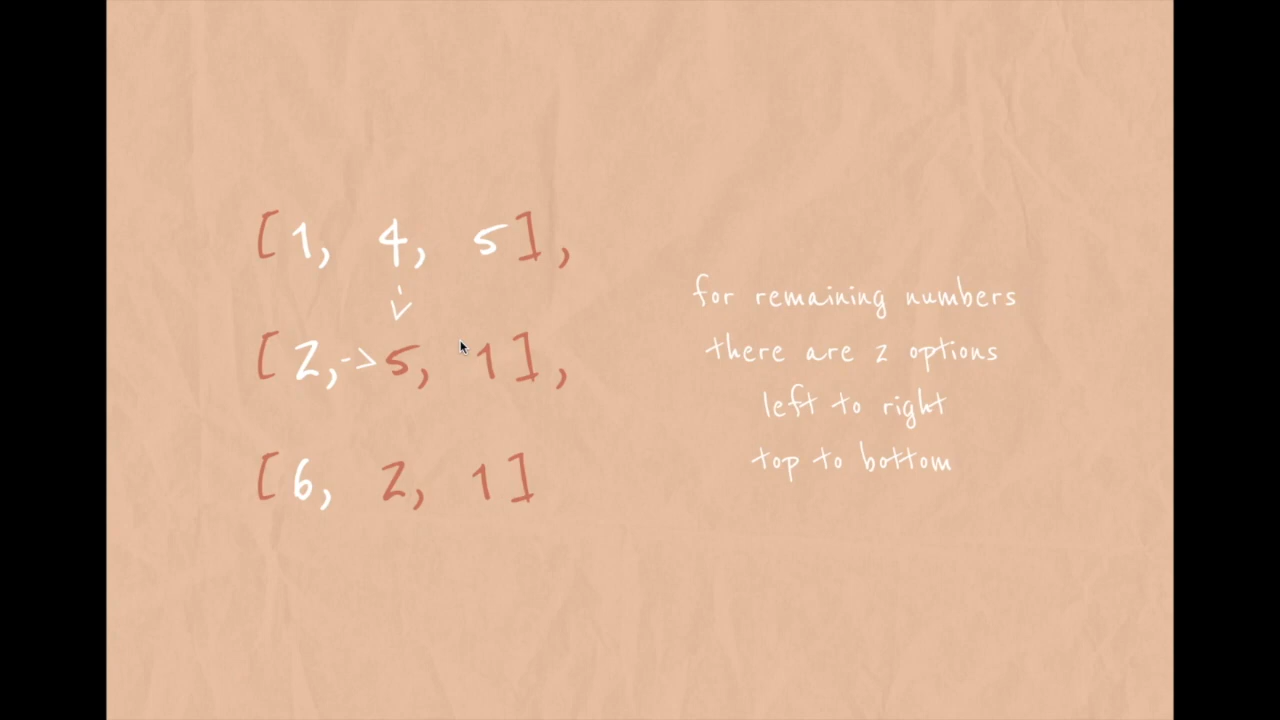 [1, 4, 5],
[2,->5, 1],
[6, 2, 1]
for remaining numbers
there are 2 options
left to right
top to bottom